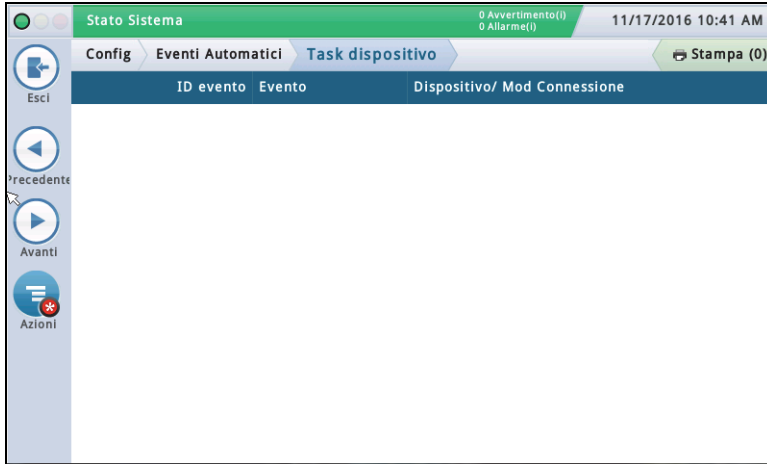 Stato Sistema
0 Avvertimento(i)
0 Allarme(i)
11/17/2016 10:41 AM
Config Eventi Automatici Task dispositivo
Stampa (0)
Esci
ID evento Evento Dispositivo/ Mod Connessione
Precedente
Avanti
Azioni